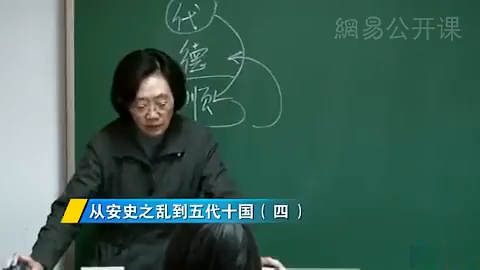 網易公开课
代
德
顺
从安史之乱到五代十国（四）